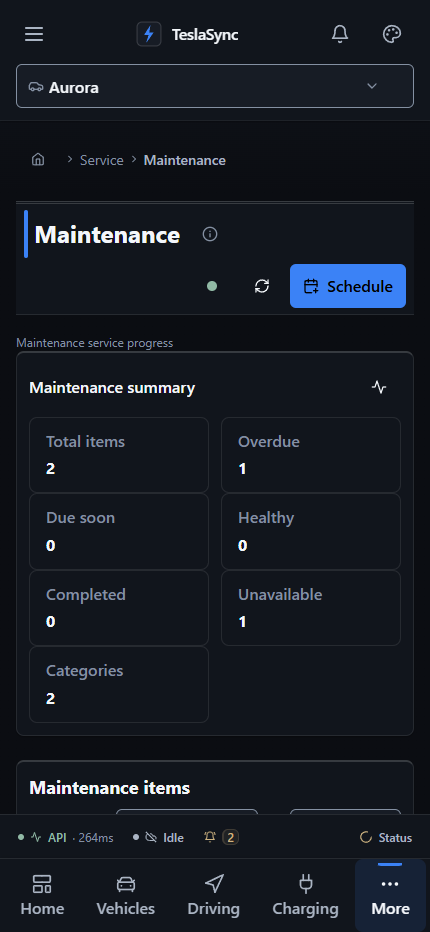 TeslaSync
Aurora
Service
Maintenance
Maintenance
Schedule
Maintenance service progress
Maintenance summary
Total items
2
Overdue
1
Due soon
0
Healthy
0
Completed
0
Unavailable
1
Categories
2
Maintenance items
API · 264ms
Idle
2
Status
Home
Vehicles
Driving
Charging
More